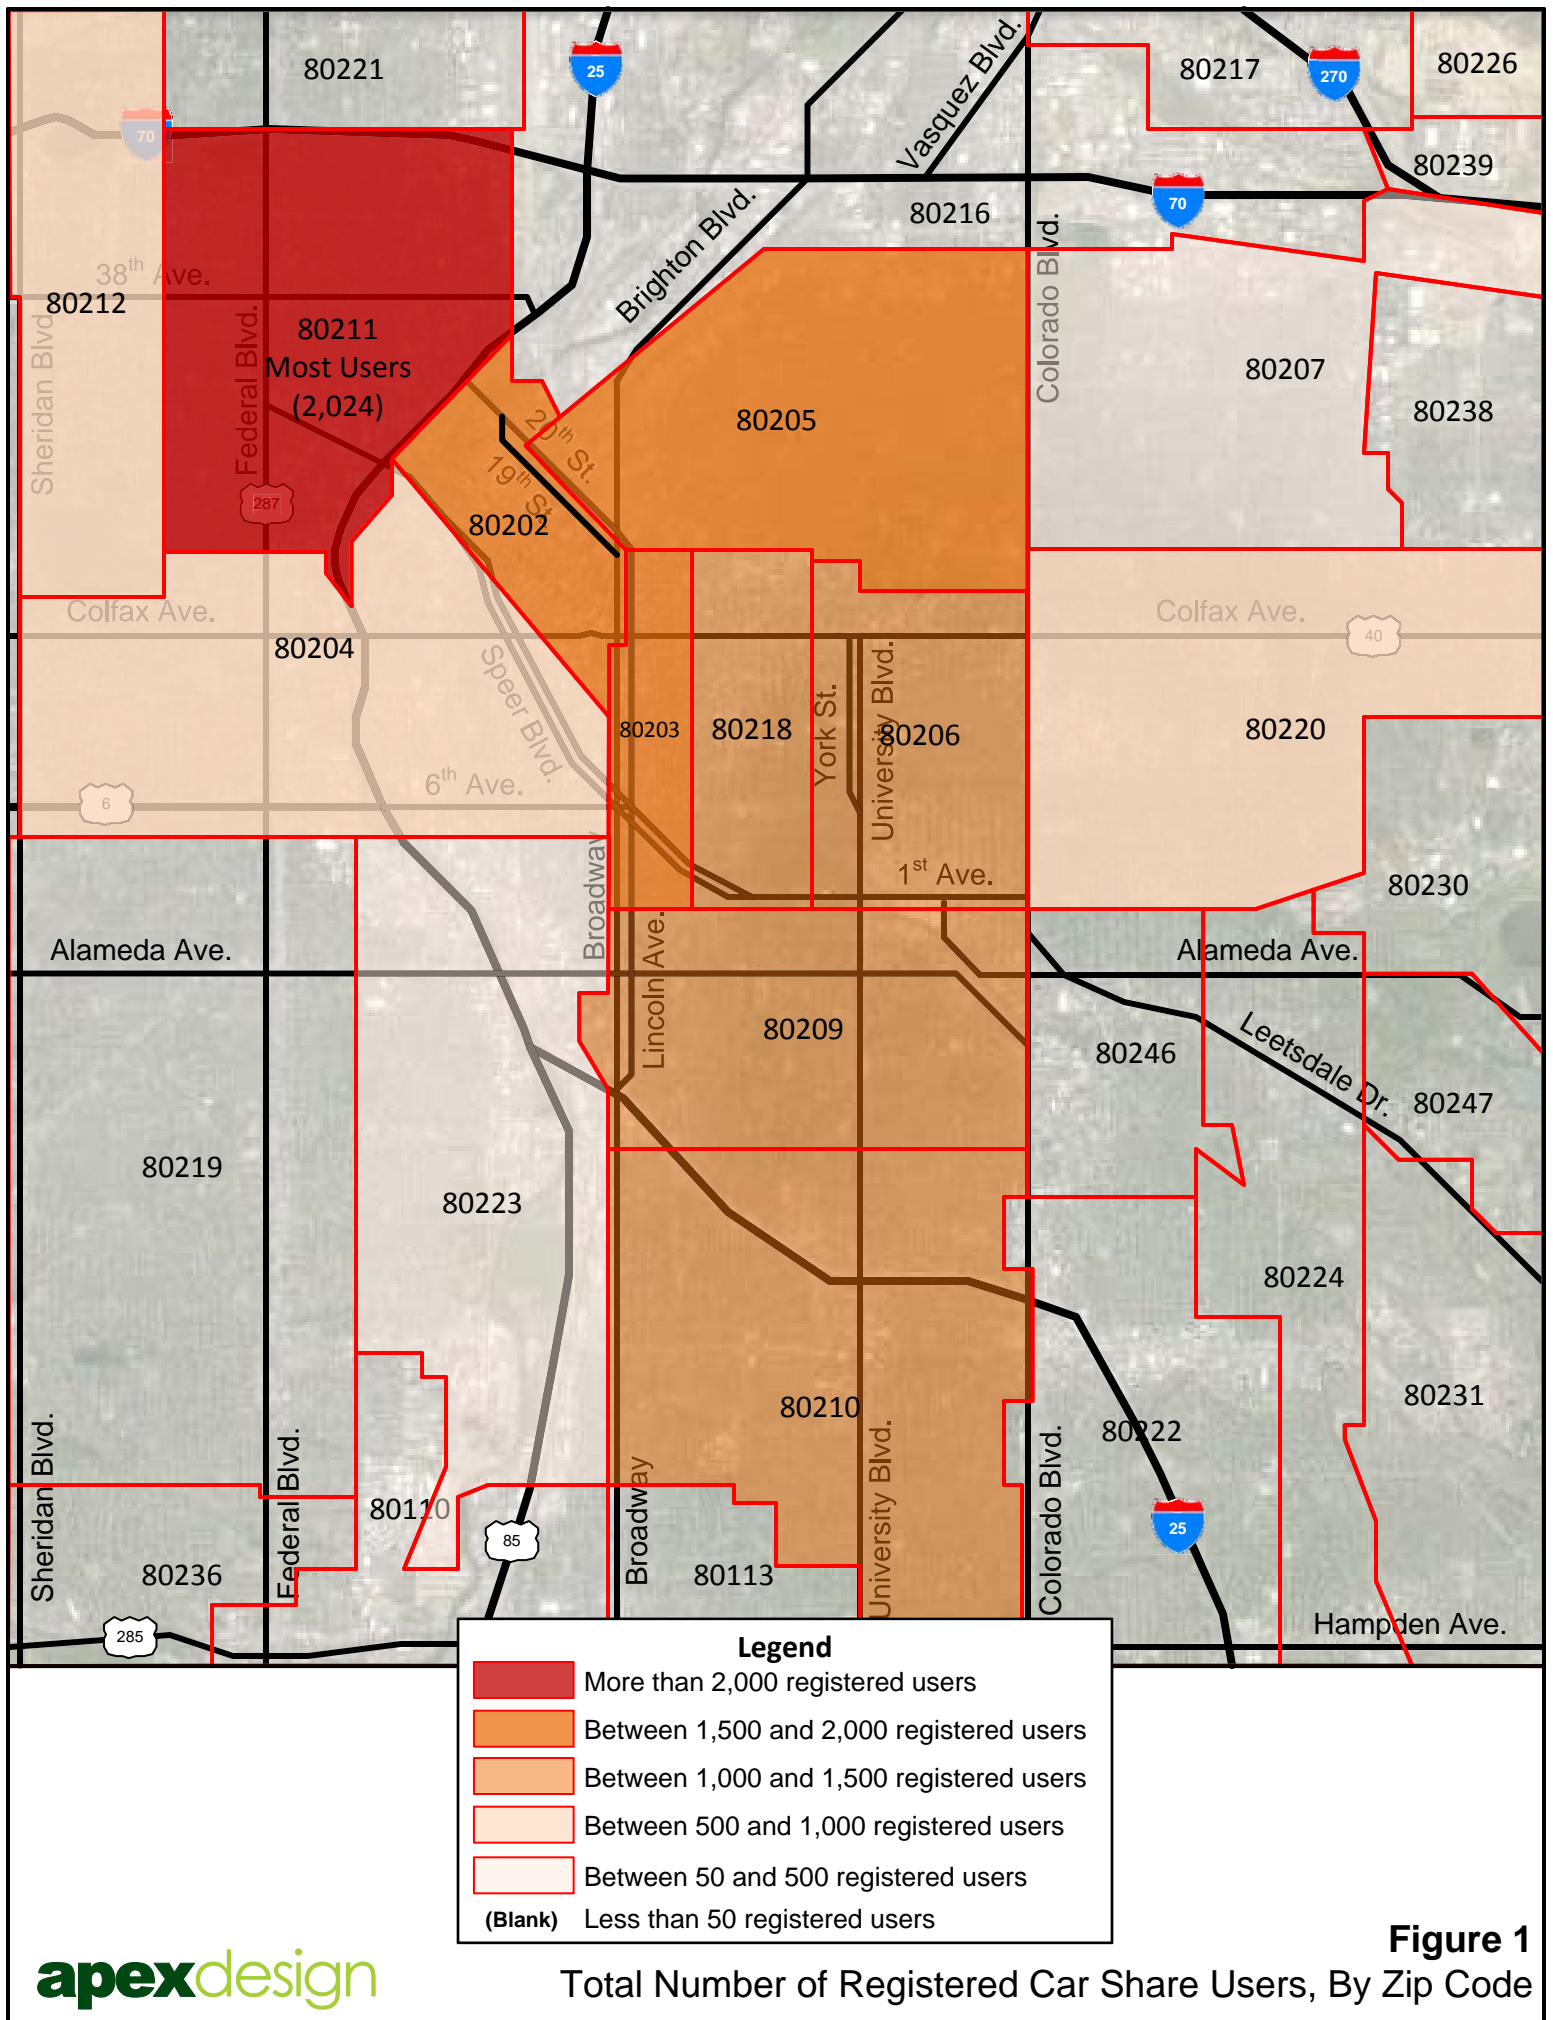 80221
25
Vasquez Blvd.
80217
270
80226
70
80239
70
80216
Brighton Blvd.
Colorado Blvd.
38th Ave.
80212
Sheridan Blvd.
Federal Blvd.
80211
Most Users
(2,024)
80207
80205
80238
20th St.
19th St.
287
80202
Colfax Ave.
Colfax Ave.
40
80204
Speer Blvd.
80203
80218
York St.
University Blvd.
80206
80220
6
6th Ave.
Broadway
1st Ave.
80230
Alameda Ave.
Lincoln Ave.
Alameda Ave.
80209
80246
Leetsdale Dr.
80247
80219
80223
80224
80210
80231
80222
Sheridan Blvd.
Federal Blvd.
80110
85
Broadway
University Blvd.
Colorado Blvd.
25
80236
80113
285
Hampden Ave.
Legend
More than 2,000 registered users
Between 1,500 and 2,000 registered users
Between 1,000 and 1,500 registered users
Between 500 and 1,000 registered users
Between 50 and 500 registered users
(Blank) Less than 50 registered users
Figure 1
apexdesign
Total Number of Registered Car Share Users, By Zip Code